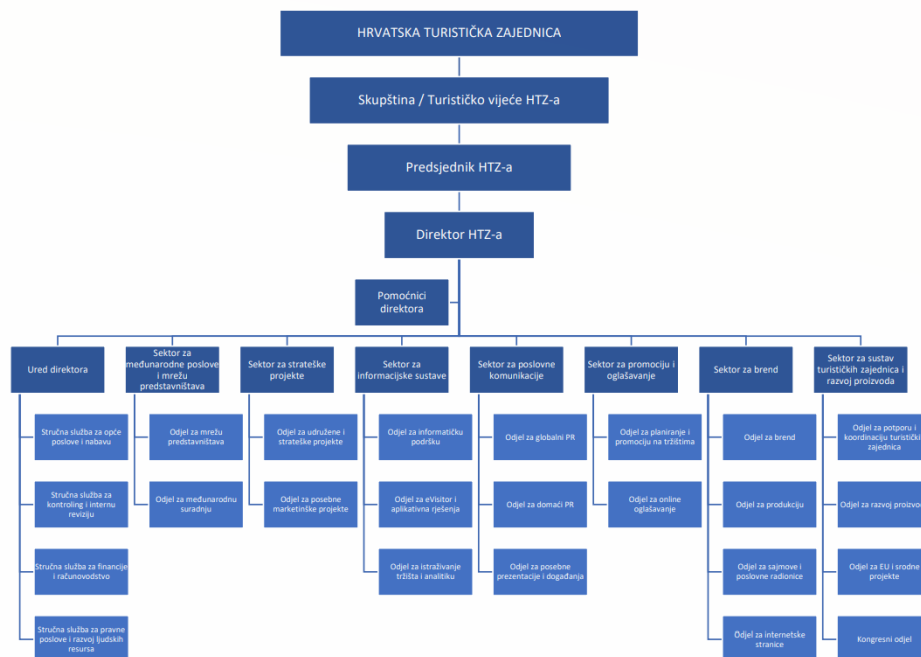 HRVATSKA TURISTIČKA ZAJEDNICA
Skupština / Turističko vijeće HTZ-a
Predsjednik HTZ-a
Direktor HTZ-a
Pomoćnici
direktora
Ured direktora
Sektor za
međunarodne poslove
i mrežu
predstavništava
Sektor za strateške
projekte
Sektor za
informacijske sustave
Sektor za poslovne
komunikacije
Sektor za promociju i
oglašavanje
Sektor za brend
Sektor za sustav
turističkih zajednica i
razvoj proizvoda
Stručna služba za opće
poslove i nabavu
Stručna služba za
kontroling i internu
reviziju
Stručna služba za financije
i računovodstvo
Stručna služba za pravne
poslove i razvoj ljudskih
resursa
Odjel za mrežu
predstavništava
Odjel za međunarodnu
suradnju
Odjel za udružene i
strateške projekte
Odjel za posebne
marketinške projekte
Odjel za informatičku
podršku
Odjel za eVisitor i
aplikativna rješenja
Odjel za istraživanje
tržišta i analitiku
Odjel za globalni PR
Odjel za domaći PR
Odjel za posebne
prezentacije i događanja
Odjel za planiranje i
promociju na tržištima
Odjel za online
oglašavanje
Odjel za brend
Odjel za produkciju
Odjel za sajmove i
poslovne radionice
Odjel za internetske
stranice
Odjel za potporu i
koordinaciju turistički
zajednica
Odjel za razvoj proizvod
Odjel za EU i srodne
projekte
Kongresni odjel